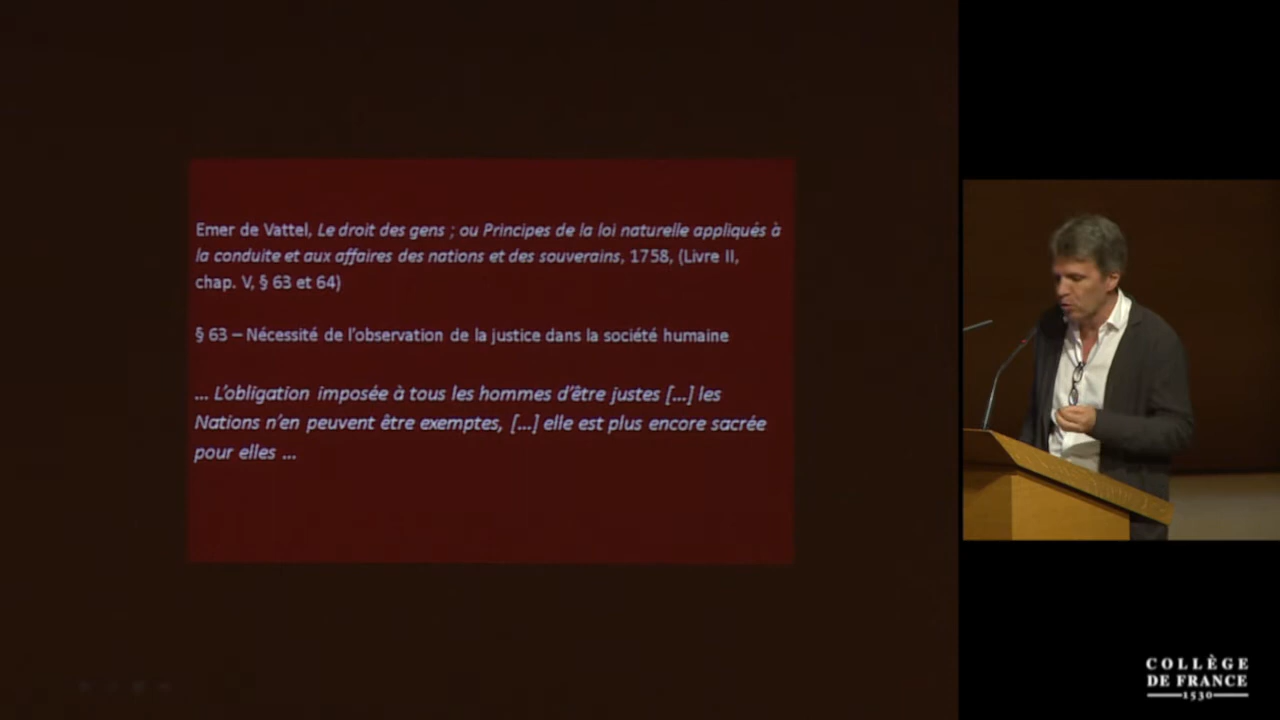 Emer de Vattel, Le droit des gens ; ou Principes de la loi naturelle appliqués à
la conduite et aux affaires des nations et des souverains, 1758, (Livre II,
chap. V, § 63 et 64)
§ 63 – Nécessité de l'observation de la justice dans la société humaine
... L'obligation imposée à tous les hommes d'être justes [...] les
Nations n'en peuvent être exemptes, [...] elle est plus encore sacrée
pour elles ...
COLLÈGE
DE FRANCE
1530